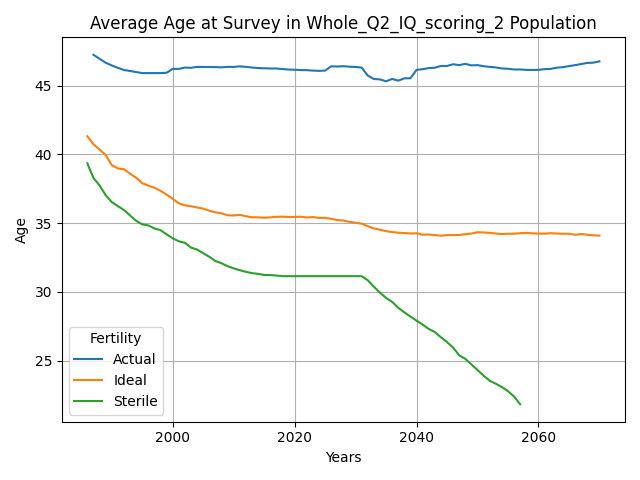 Average Age at Survey in Whole_Q2_IQ_scoring_2 Population
Age
45
40
35
30
25
Fertility
Actual
Ideal
Sterile
2000
2020
2040
2060
Years